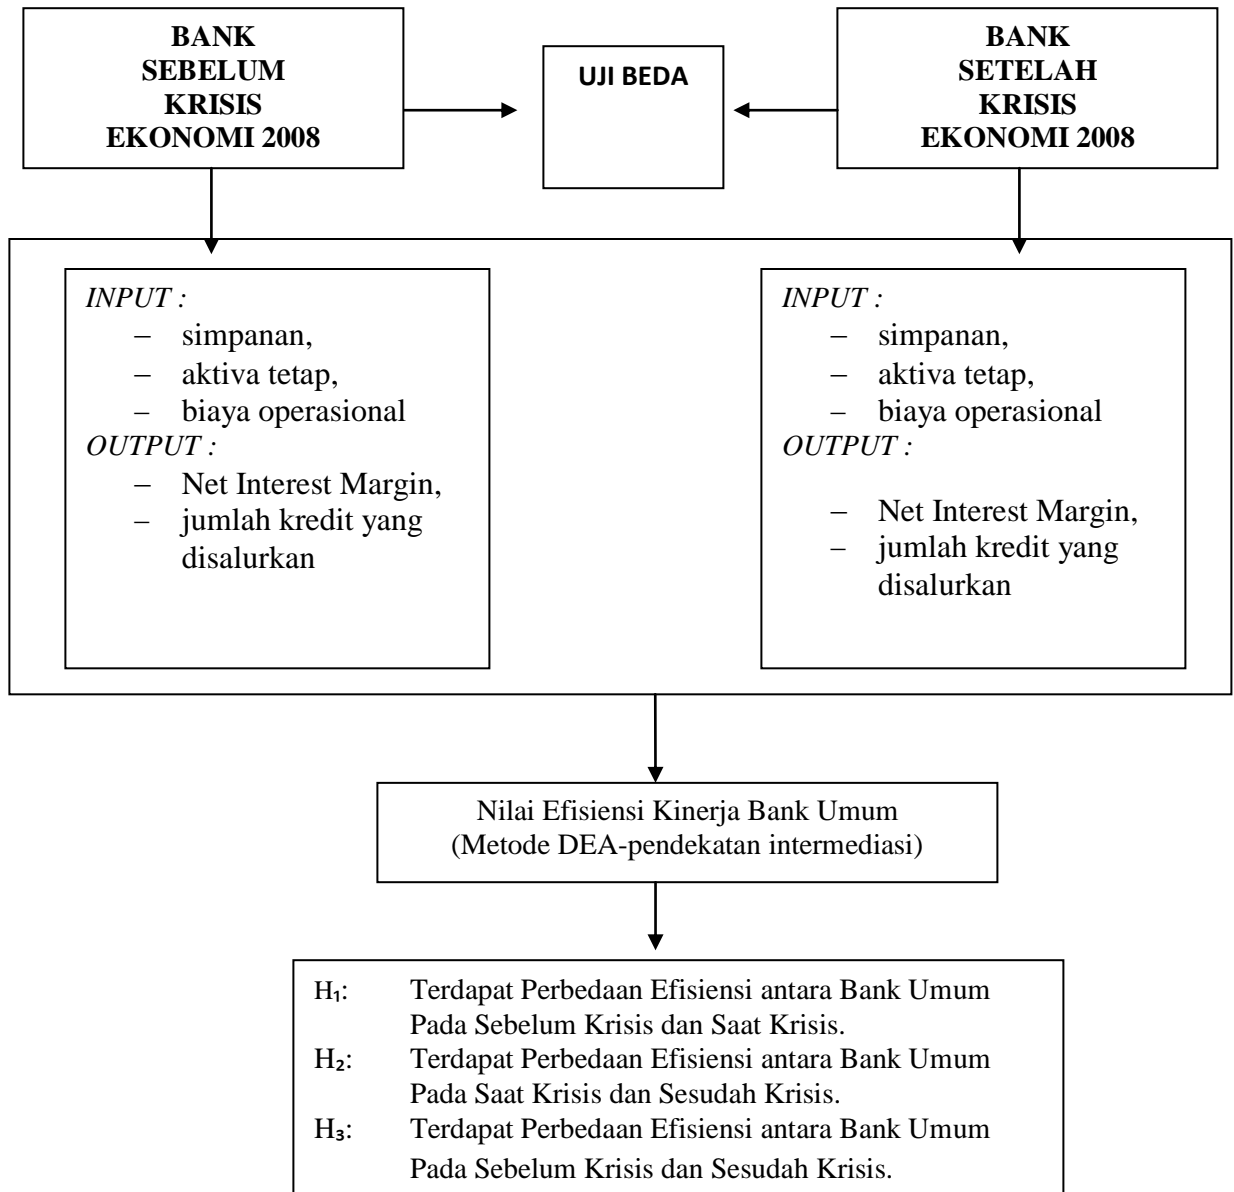 BANK
SEBELUM
KRISIS
EKONOMI 2008
UJI BEDA
BANK
SETELAH
KRISIS
EKONOMI 2008
INPUT :
– simpanan,
– aktiva tetap,
– biaya operasional
OUTPUT :
– Net Interest Margin,
– jumlah kredit yang
disalurkan
INPUT :
– simpanan,
– aktiva tetap,
– biaya operasional
OUTPUT :
– Net Interest Margin,
– jumlah kredit yang
disalurkan
Nilai Efisiensi Kinerja Bank Umum
(Metode DEA-pendekatan intermediasi)
H₁: Terdapat Perbedaan Efisiensi antara Bank Umum
Pada Sebelum Krisis dan Saat Krisis.
H₂: Terdapat Perbedaan Efisiensi antara Bank Umum
Pada Saat Krisis dan Sesudah Krisis.
H₃: Terdapat Perbedaan Efisiensi antara Bank Umum
Pada Sebelum Krisis dan Sesudah Krisis.